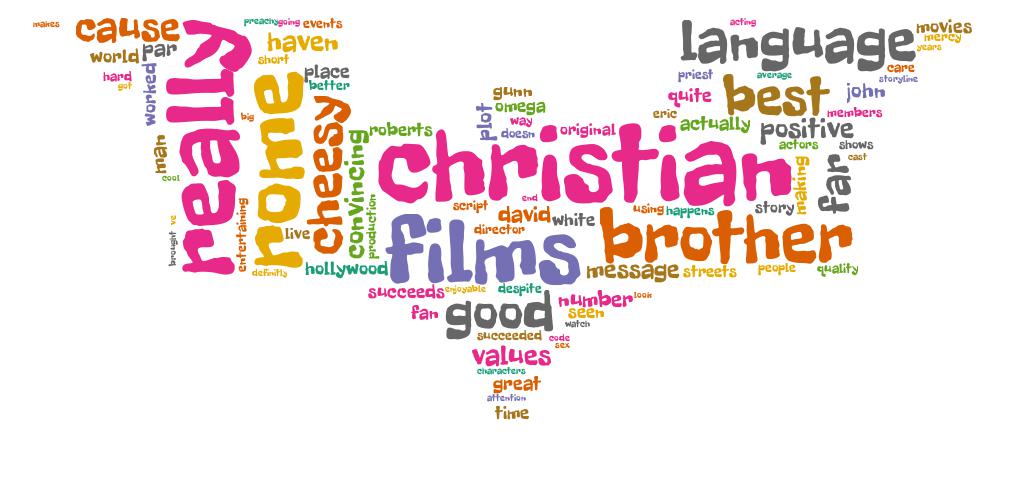 makes
cause
really
preachy
going
events
haven
short
world
par
hard
got
worked
place
better
rome
big
man
cool
cheesy
convincing
roberts
brought
ve
entertaining
live
definitly
production
hollywood
language
acting
movies
mercy
years
priest
average
care
storyline
quite
best
john
members
eric
actually
positive
actors
shows
cast
gunn
omega
plot
way
doesn
original
christian
making
far
end
script
david
white
using
happens
story
director
films
brother
message
streets
people
quality
succeeds
enjoyable
despite
number
look
fan
good
seen
watch
succeeded
code
sex
values
characters
great
attention
time